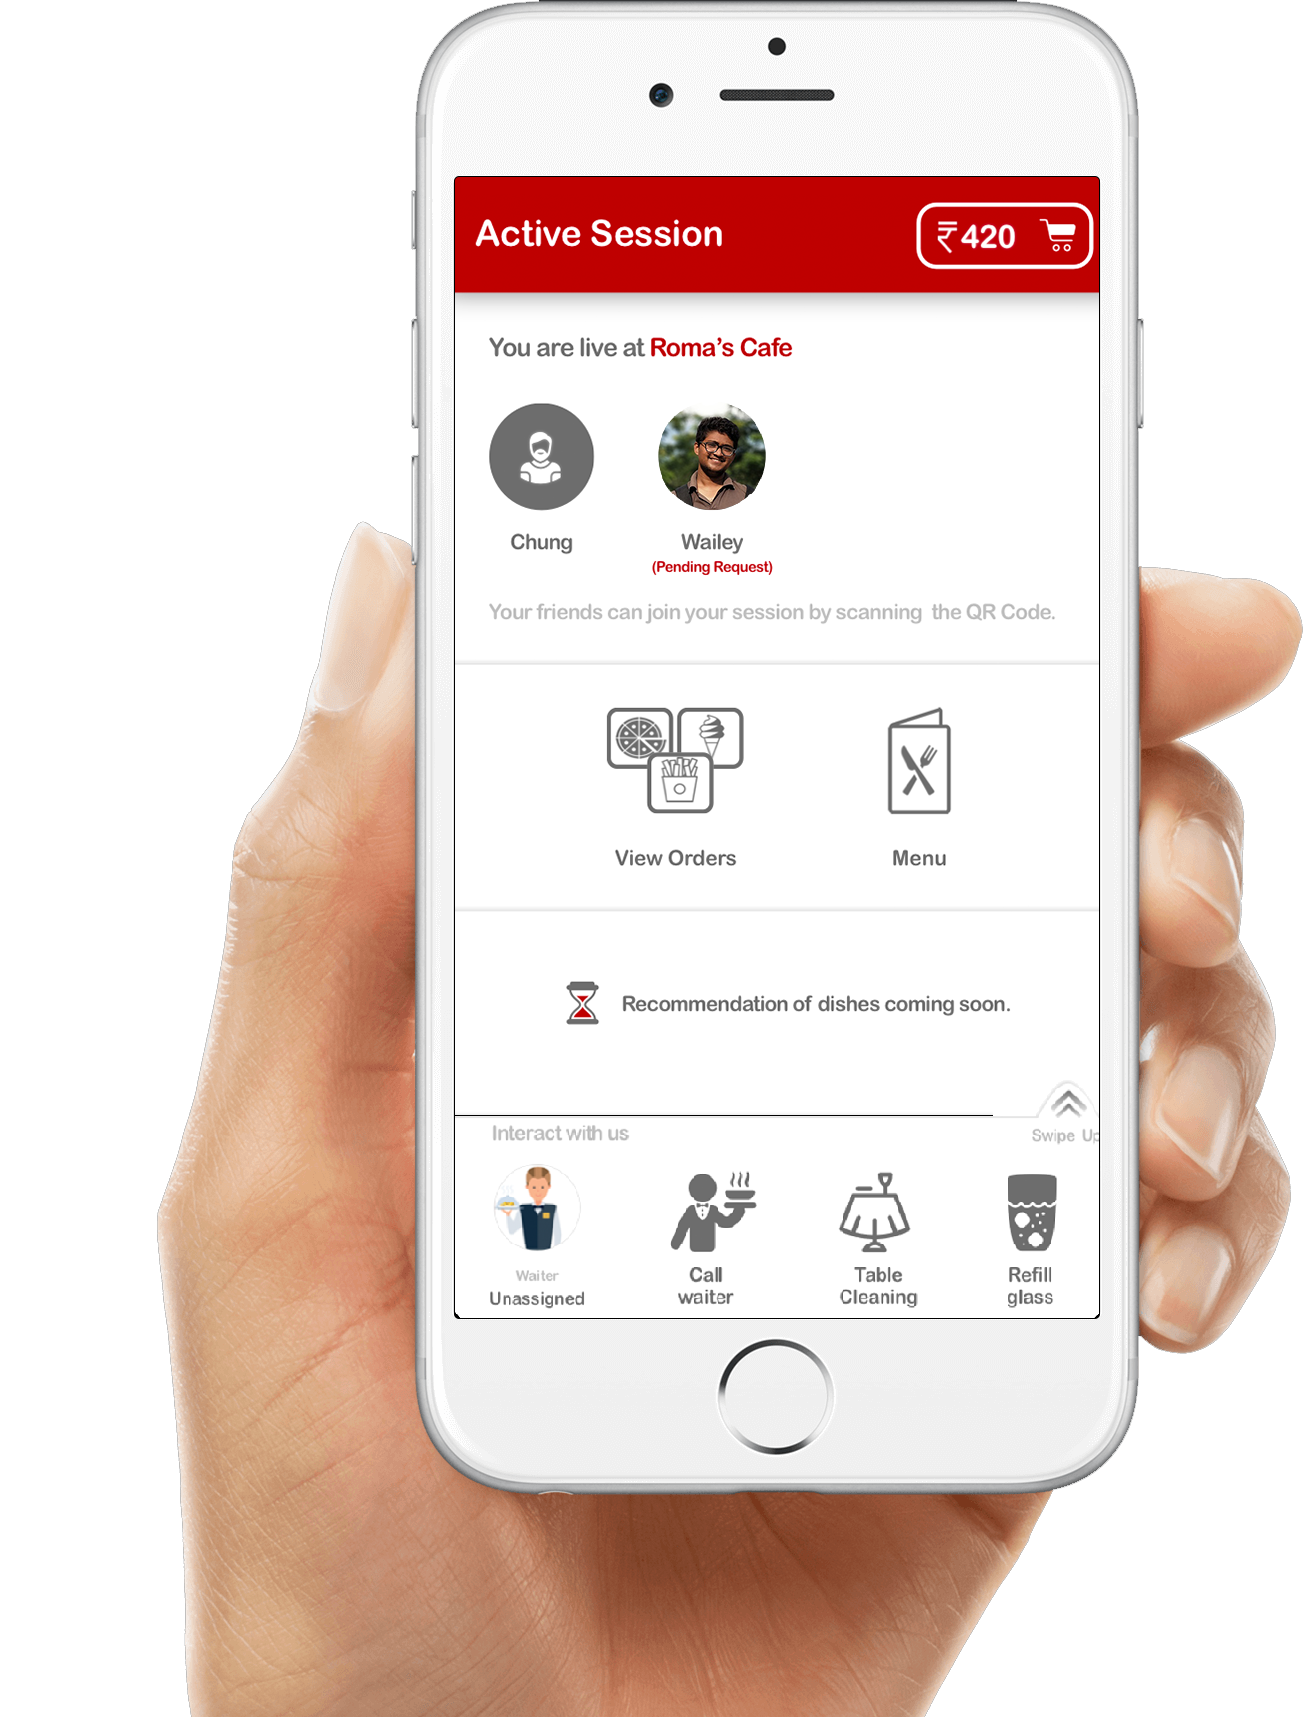 Active Session
₹420
You are live at Roma's Cafe
Chung
Wailey
(Pending Request)
Your friends can join your session by scanning the QR Code.
View Orders
Menu
Recommendation of dishes coming soon.
Interact with us
Swipe Up
Waiter
Unassigned
Call
waiter
Table
Cleaning
Refill
glass